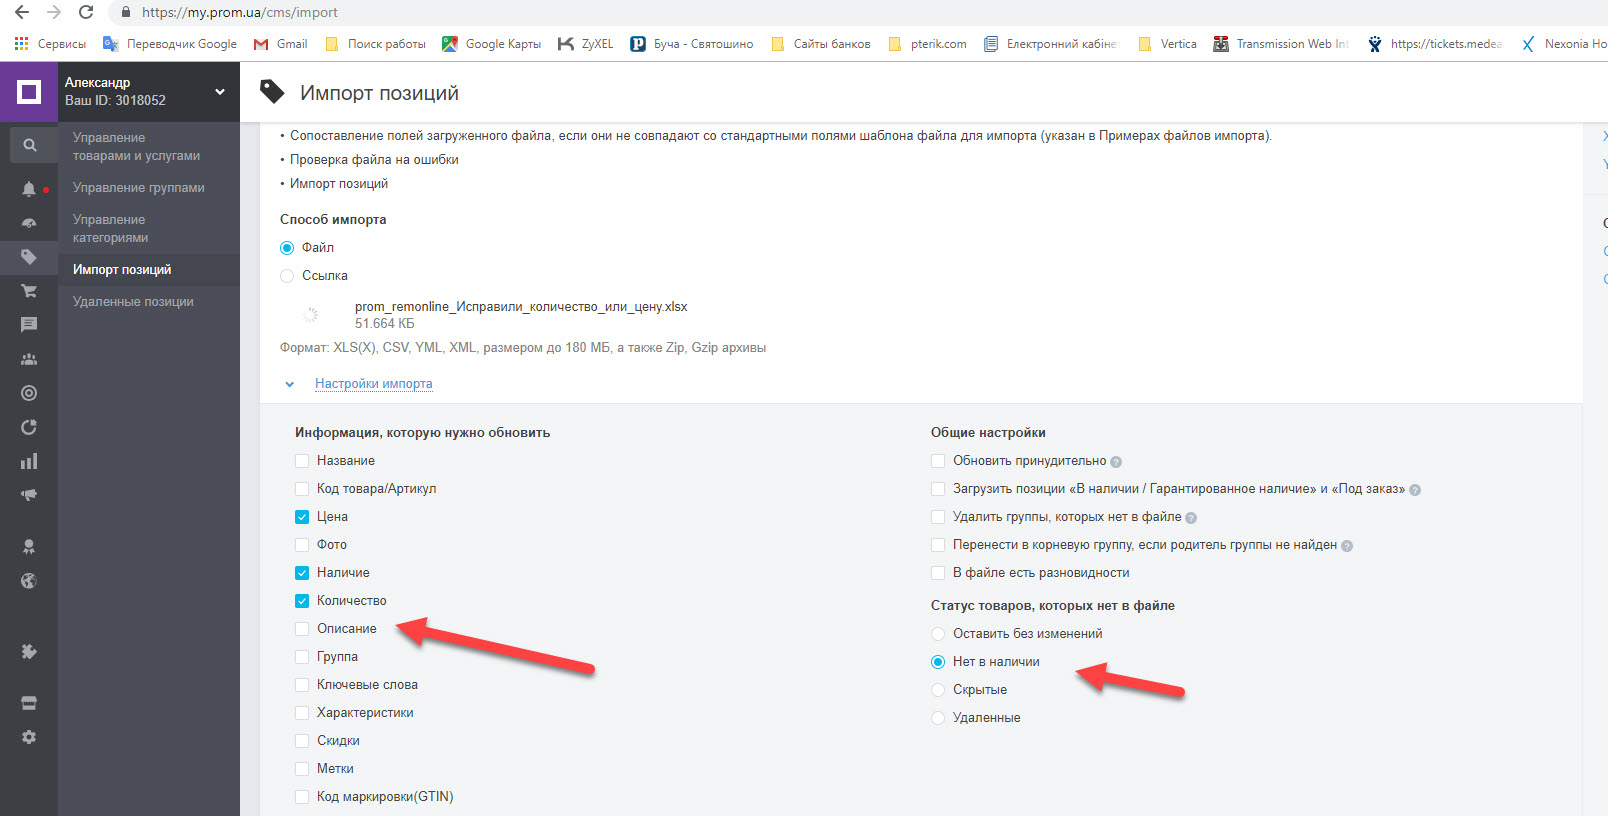 https://my.prom.ua/cms/import
Сервисы
Переводчик Google
Gmail
Поиск работы
Google Карты
ZyXEL
Буча - Святошино
Сайты банков
pterik.com
Електронний кабіне
Vertica
Transmission Web Int
https://tickets.medea
Nexonia Ho
Александр
Ваш ID: 3018052
Импорт позиций
Управление
товарами и услугами
Управление группами
Управление
категориями
Импорт позиций
Удаленные позиции
• Сопоставление полей загруженного файла, если они не совпадают со стандартными полями шаблона файла для импорта (указан в Примерах файлов импорта).
• Проверка файла на ошибки
• Импорт позиций
Способ импорта
Файл
Ссылка
prom_remonline_Исправили_количество_или_цену.xlsx
51.664 КБ
Формат: XLS(X), CSV, YML, XML, размером до 180 МБ, а также Zip, Gzip архивы
Настройки импорта
Информация, которую нужно обновить
Название
Код товара/Артикул
Цена
Фото
Наличие
Количество
Описание
Группа
Ключевые слова
Характеристики
Скидки
Метки
Код маркировки(GTIN)
Общие настройки
Обновить принудительно
Загрузить позиции «В наличии / Гарантированное наличие» и «Под заказ»
Удалить группы, которых нет в файле
Перенести в корневую группу, если родитель группы не найден
В файле есть разновидности
Статус товаров, которых нет в файле
Оставить без изменений
Нет в наличии
Скрытые
Удаленные